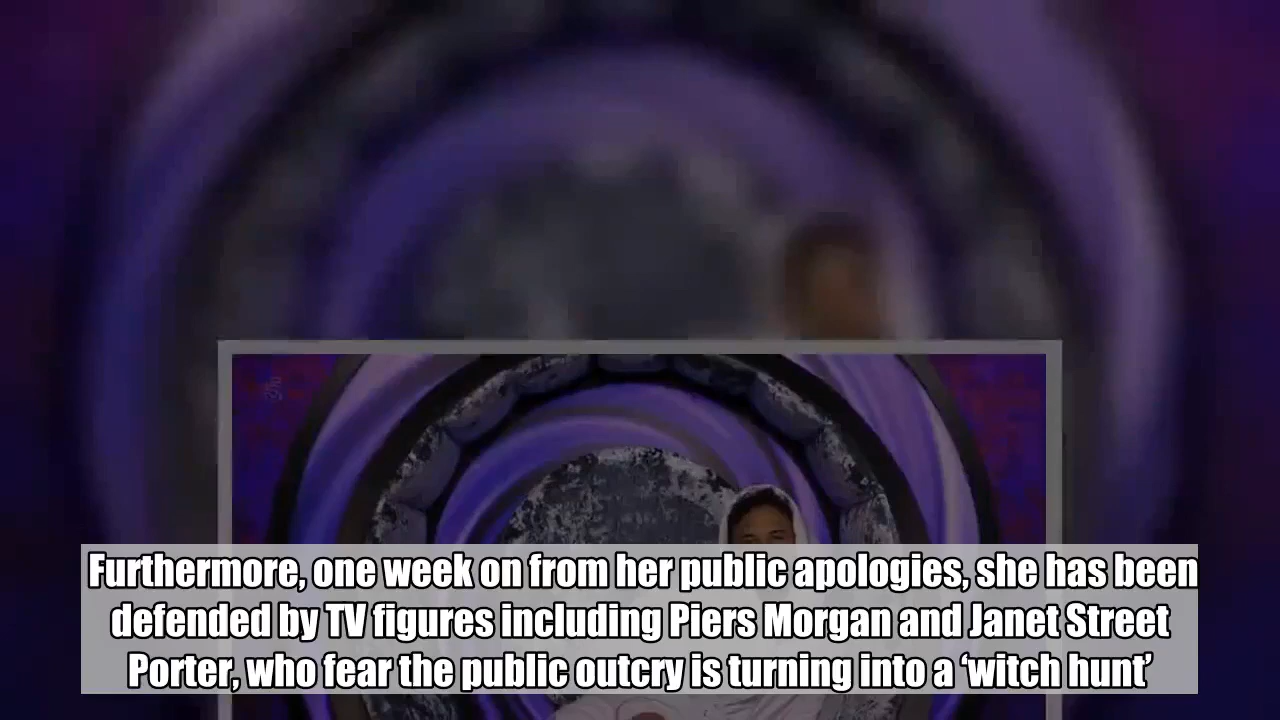 Furthermore, one week on from her public apologies, she has been
defended by TV figures including Piers Morgan and Janet Street
Porter, who fear the public outcry is turning into a ‘witch hunt’